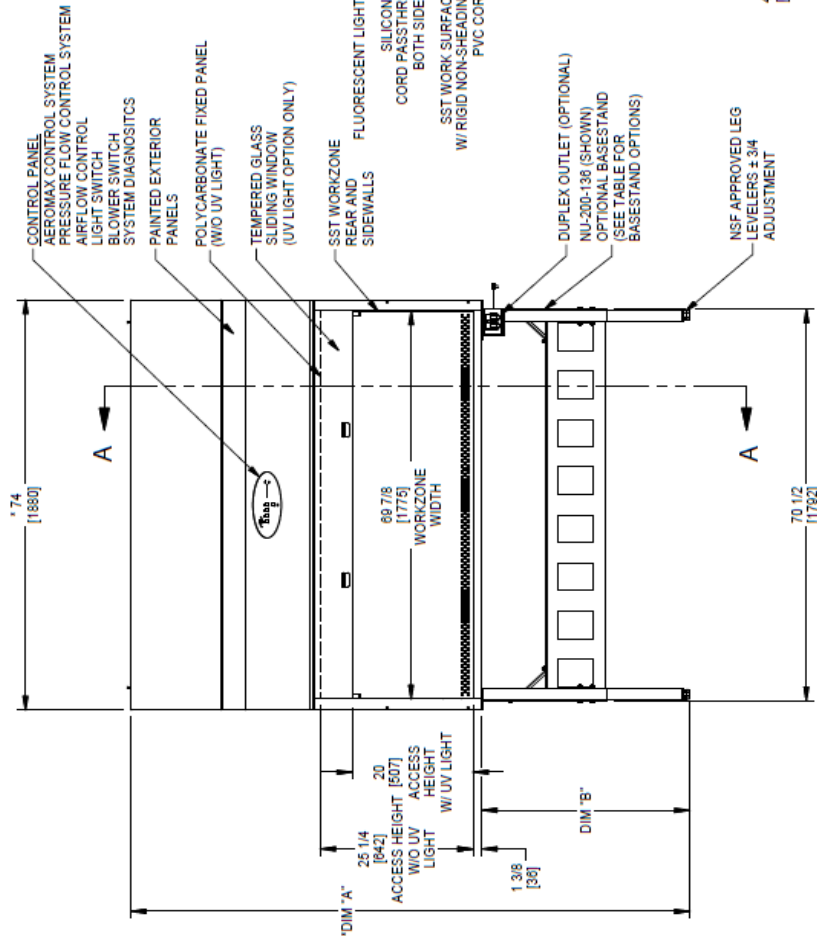 CONTROL PANEL
AEROMAX CONTROL SYSTEM
PRESSURE FLOW CONTROL SYSTEM
AIRFLOW CONTROL
LIGHT SWITCH
BLOWER SWITCH
SYSTEM DIAGNOSITCS
PAINTED EXTERIOR
PANELS
POLYCARBONATE FIXED PANEL
(W/O UV LIGHT)
TEMPERED GLASS
SLIDING WINDOW
(UV LIGHT OPTION ONLY)
SST WORKZONE
REAR AND
SIDEWALLS
FLUORESCENT LIGHT
SILICON
CORD PASSTHR
BOTH SIDE
SST WORK SURFAC
W/ RIGID NON-SHEADING
PVC COR
DUPLEX OUTLET (OPTIONAL)
NU-200-136 (SHOWN)
OPTIONAL BASESTAND
(SEE TABLE FOR
BASESTAND OPTIONS)
NSF APPROVED LEG
LEVELERS ± 3/4
ADJUSTMENT
* 74
[1880]
A
A
69 7/8
[1775]
WORKZONE
WIDTH
70 1/2
[1792]
20
[507]
ACCESS
HEIGHT
W/ UV LIGHT
25 1/4
[642]
ACCESS HEIGHT
W/O UV
LIGHT
1 3/8
[36]
DIM "B"
*DIM "A"